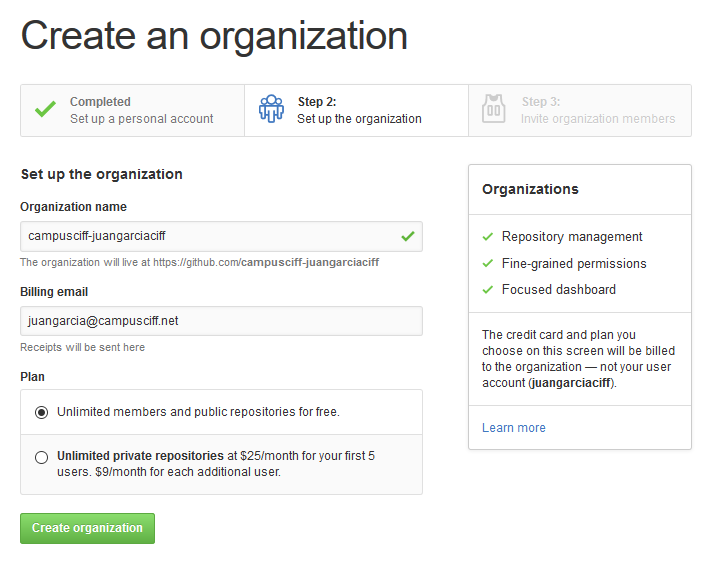 Create an organization
Completed
Set up a personal account
Step 2:
Set up the organization
Step 3:
Invite organization members
Set up the organization
Organization name
campusciff-juangarciaciff
The organization will live at https://github.com/campusciff-juangarciaciff
Billing email
juangarcia@campusciff.net
Receipts will be sent here
Plan
Unlimited members and public repositories for free.
Unlimited private repositories at $25/month for your first 5
users. $9/month for each additional user.
Create organization
Organizations
Repository management
Fine-grained permissions
Focused dashboard
The credit card and plan you
choose on this screen will be billed
to the organization — not your user
account (juangarciaciff).
Learn more